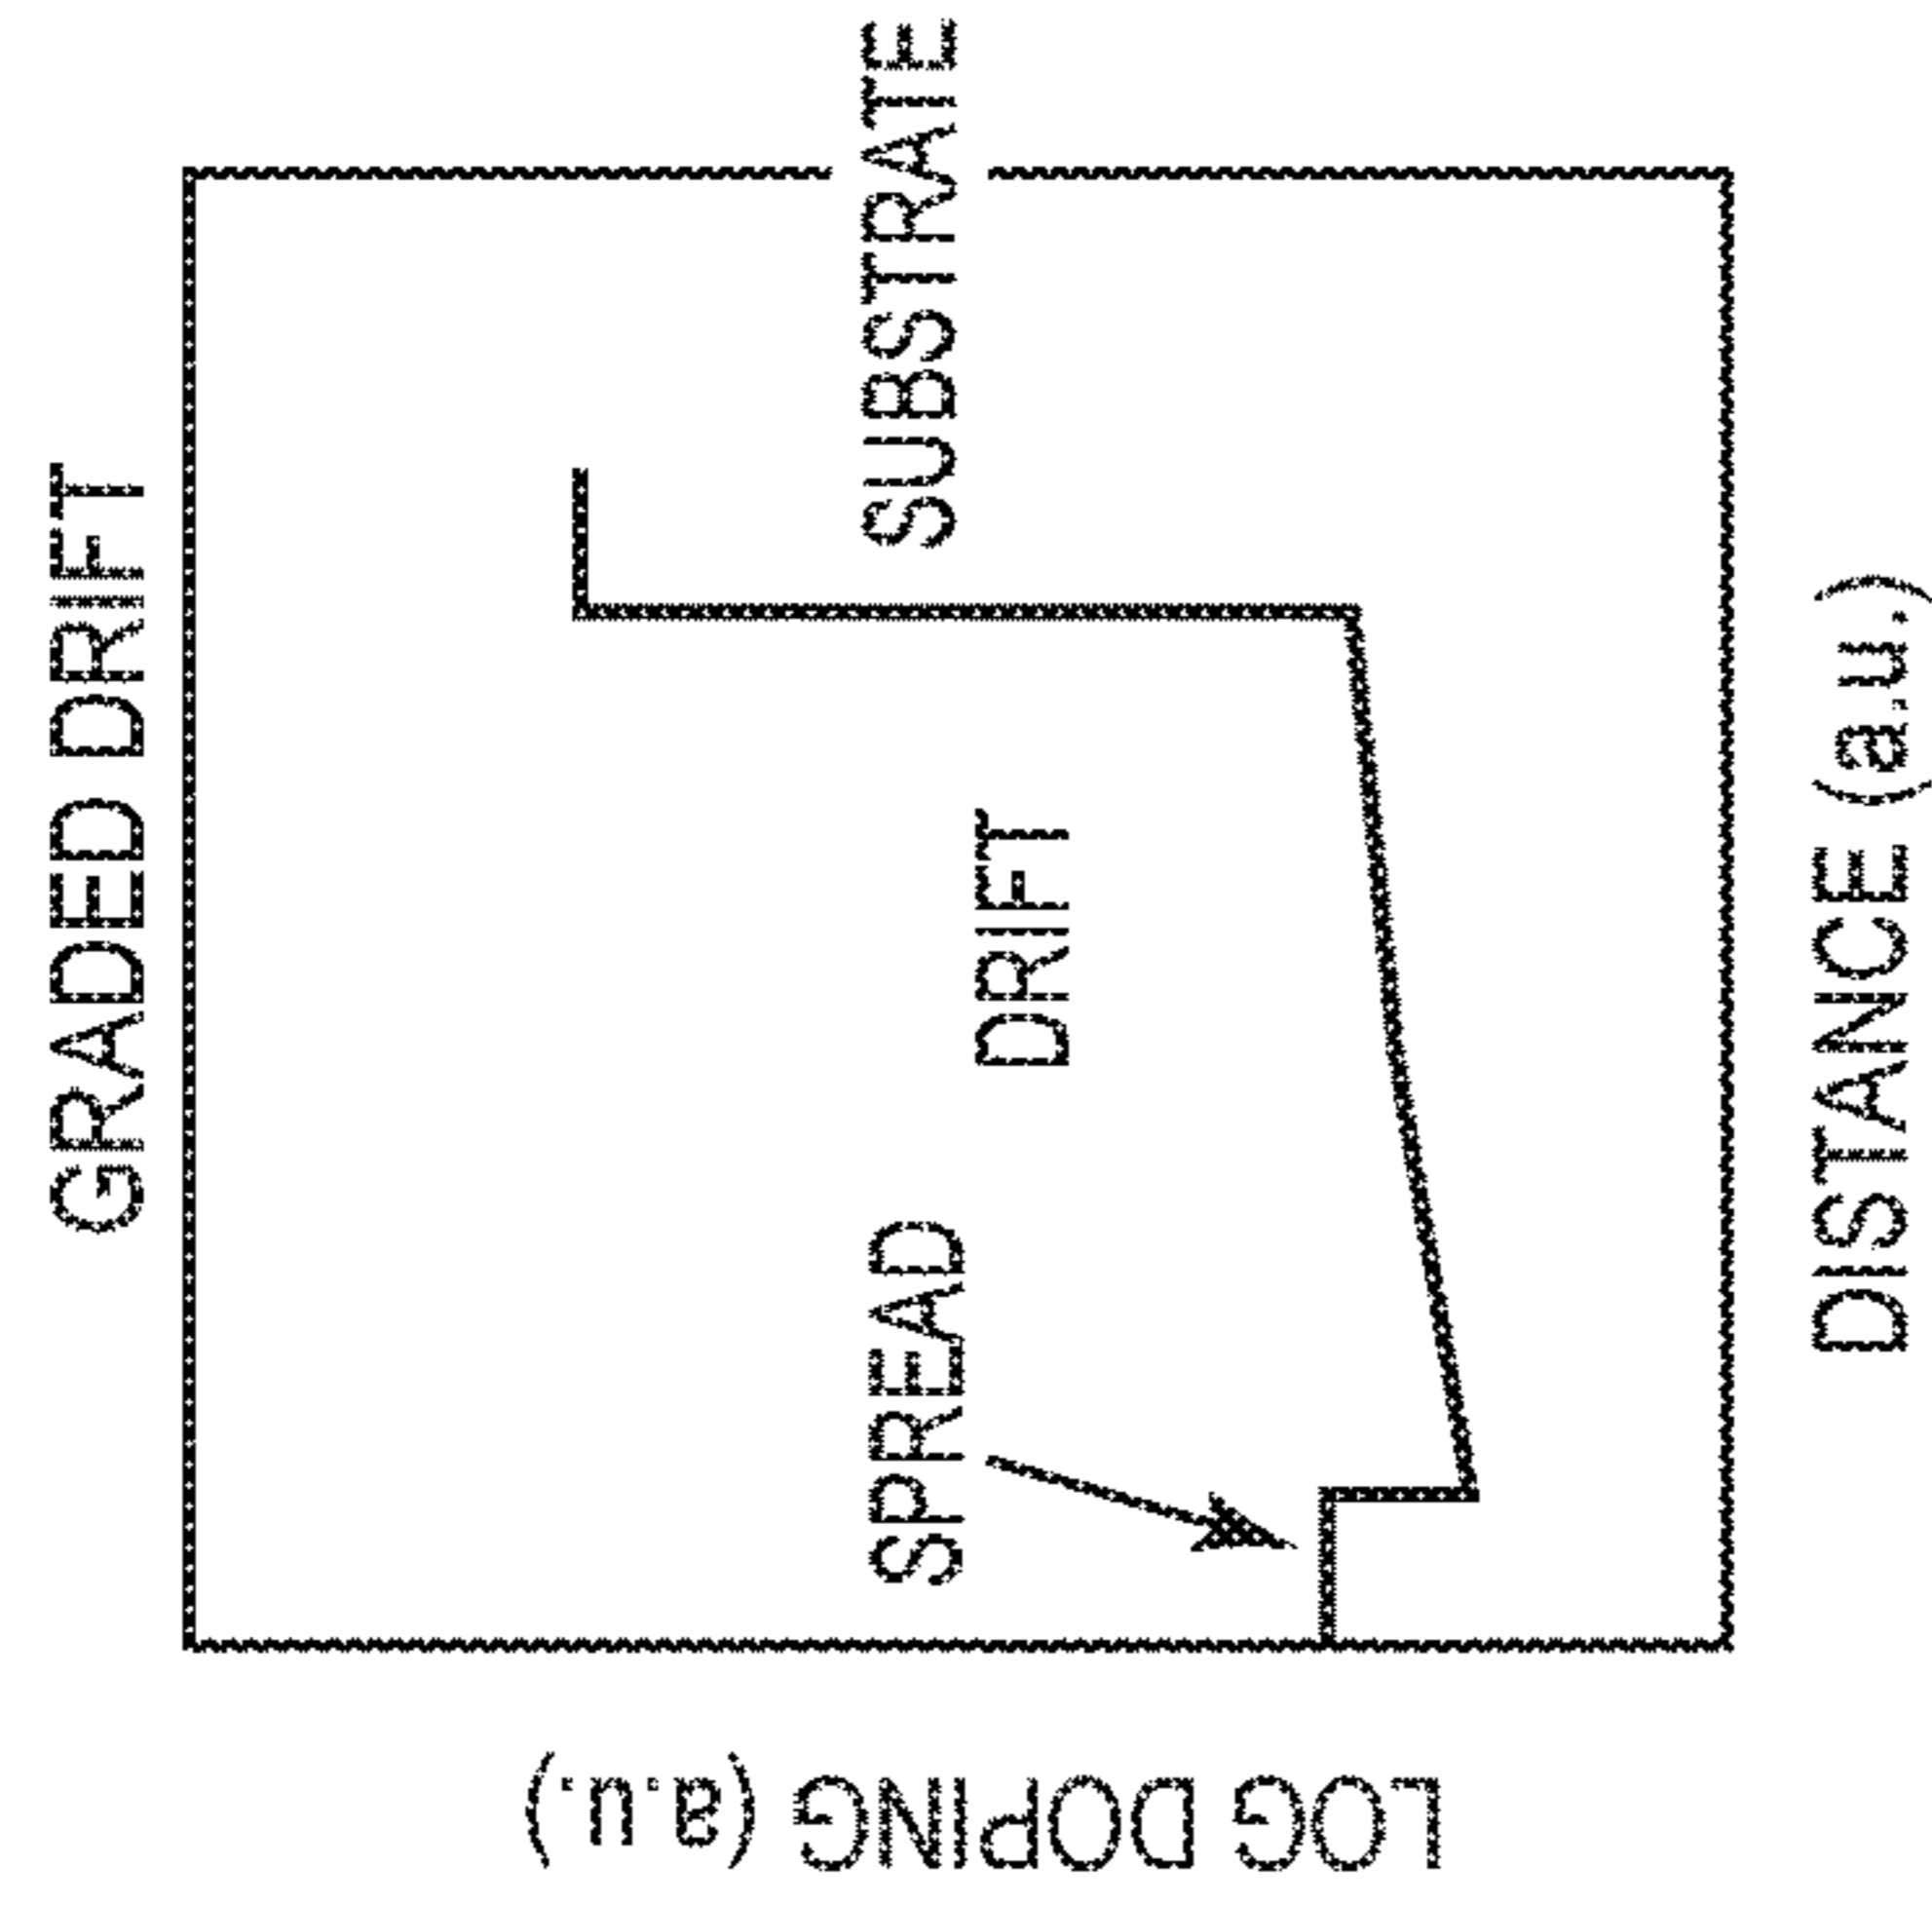 GRADED DRIFT
LOG DOPING (a.u.)
SPREAD
DRIFT
SUBSTRATE
DISTANCE (a.u.)